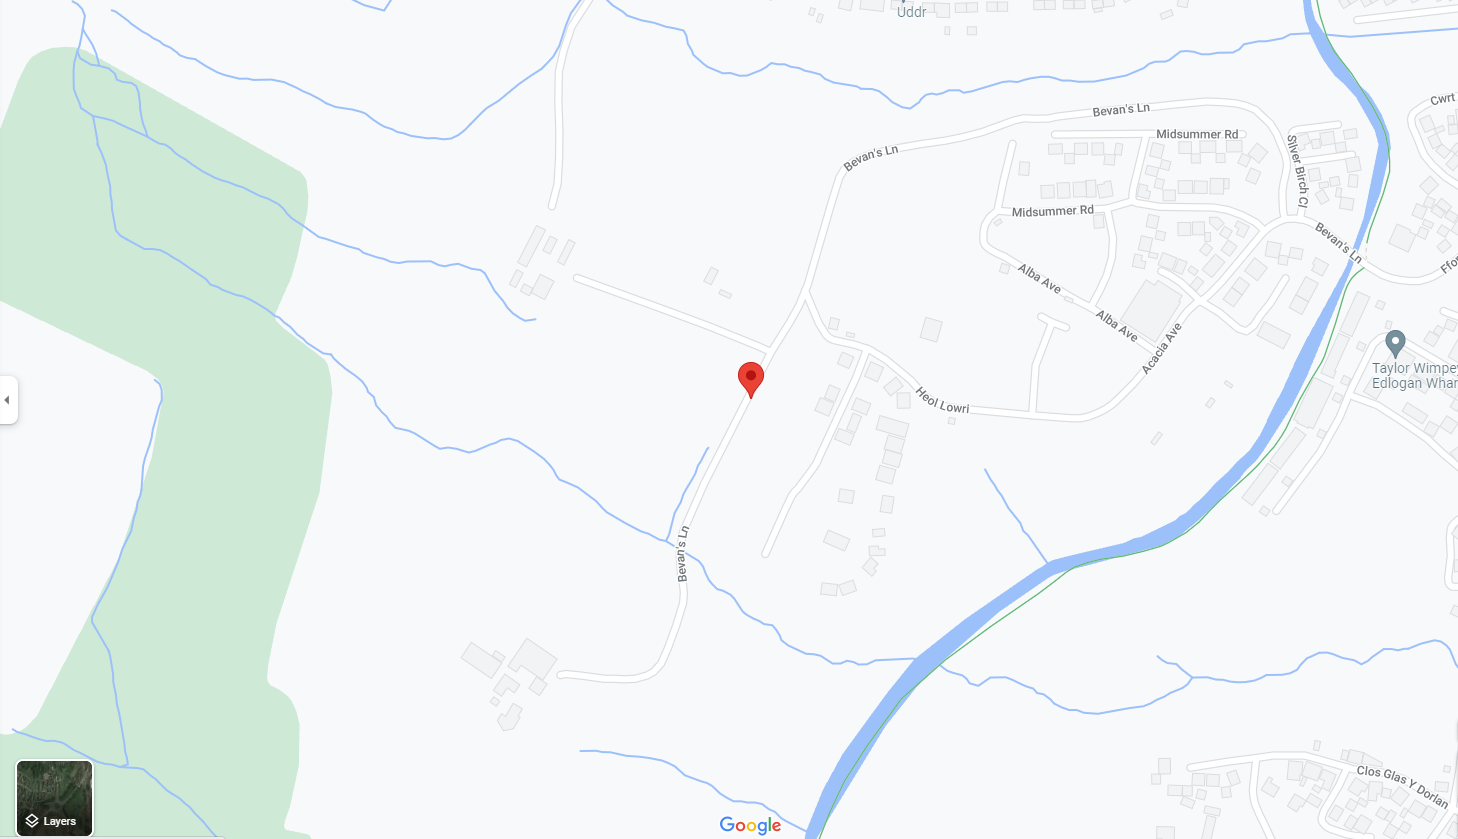 Uddr
Cwrt
Bevan's Ln
Midsummer Rd
Bevan's Ln
Silver Birch Cl
Midsummer Rd
Bevan's Ln
Ffor
Alba Ave
Alba Ave
Acacia Ave
Taylor Wimpey
Edlogan Whar
Heol Lowri
Bevan's Ln
Clos Glas Y Dorlan
Layers
Google